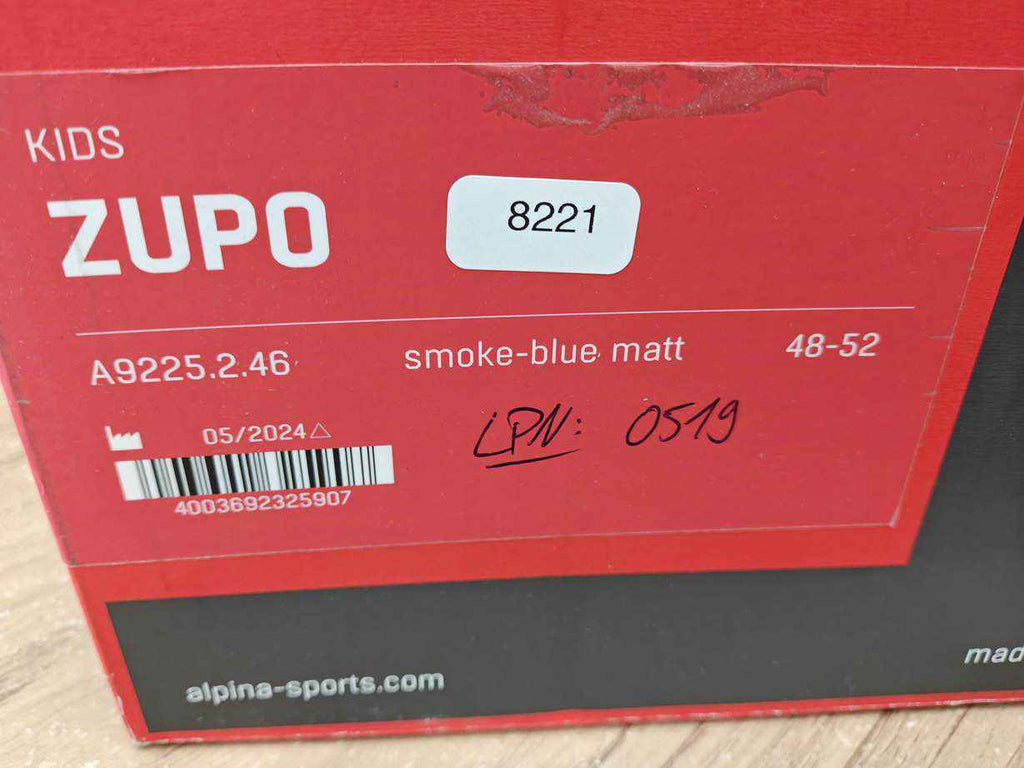 KIDS
ZUPO
8221
A9225.2.46 smoke-blue matt 48-52
05/2024
LPN: 0519
4003692325907
alpina-sports.com
mad